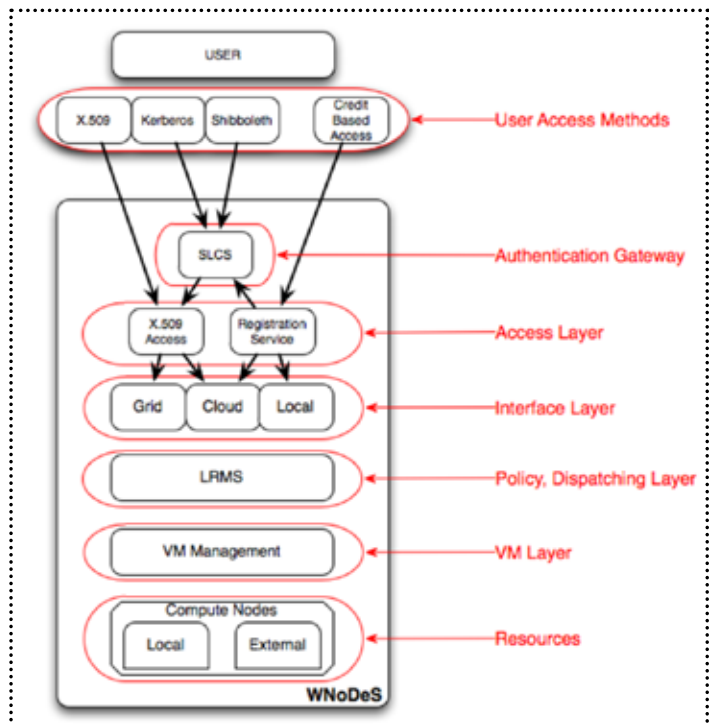 USER
X.509
Kerberos
Shibboleth
Credit
Based
Access
User Access Methods
SLCS
Authentication Gateway
X.509
Access
Registration
Service
Access Layer
Grid
Cloud
Local
Interface Layer
LRMS
Policy, Dispatching Layer
VM Management
VM Layer
Compute Nodes
Local
External
Resources
WNoDeS